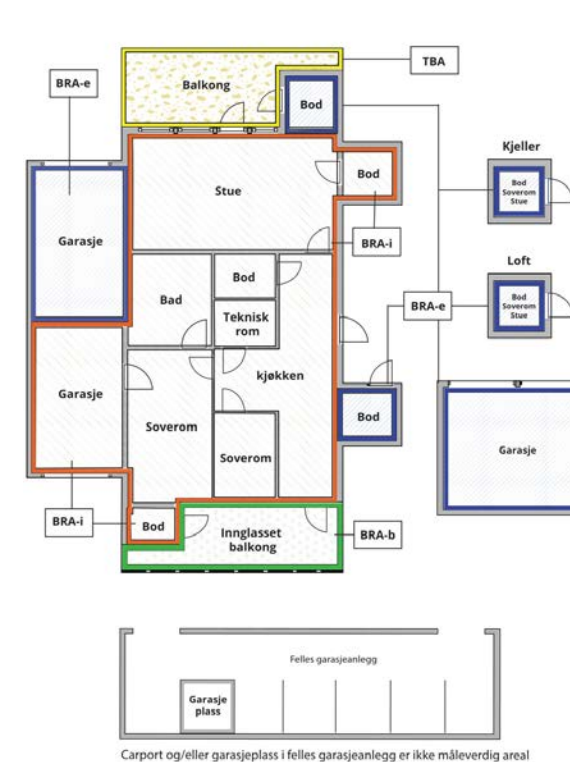 TBA
BRA-e
Balkong
Bod
Kjeller
Bod
Soverom
Stue
Bod
Stue
Garasje
BRA-i
Loft
Bod
Bad
Teknisk
rom
BRA-e
Bod
Soverom
Stue
kjøkken
Garasje
Bod
Soverom
Garasje
Soverom
BRA-i
Bod
Innglasset
balkong
BRA-b
Felles garasjeanlegg
Garasje
plass
Carport og/eller garasjeplass i felles garasjeanlegg er ikke måleverdig areal